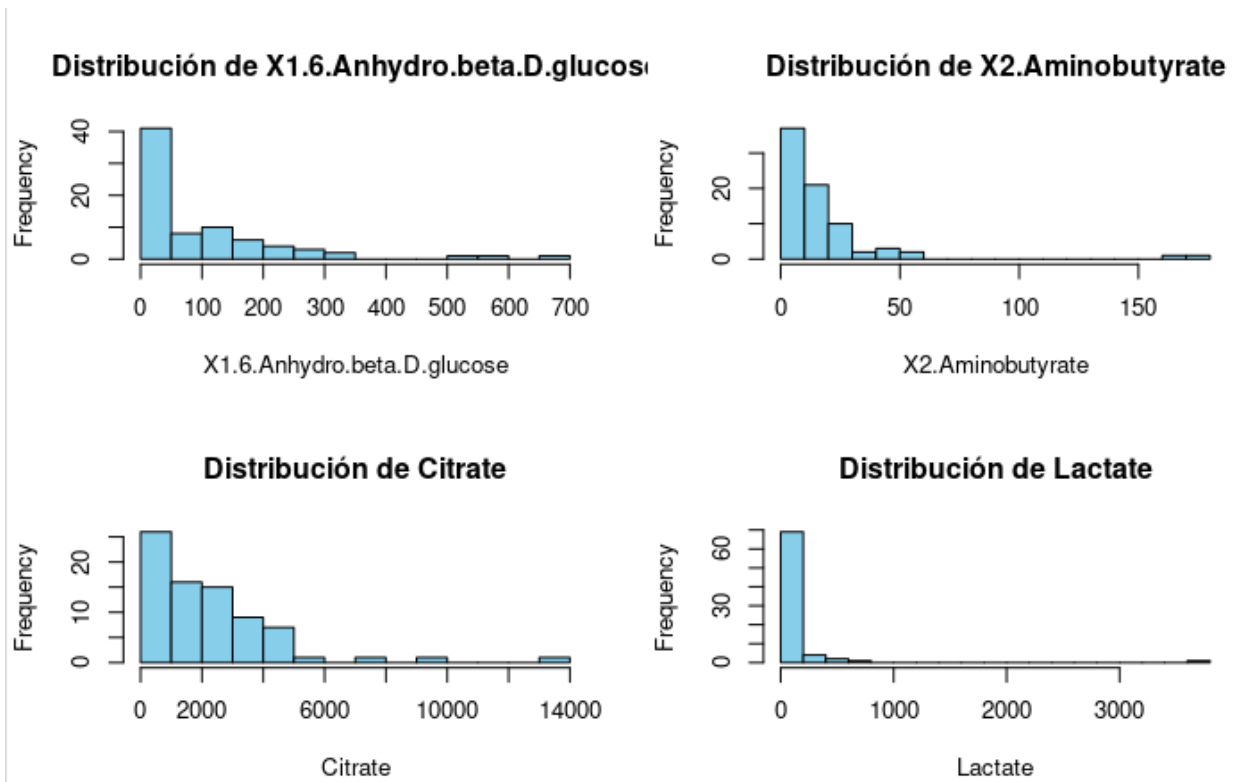 Distribución de X1.6.Anhydro.beta.D.glucos
Frequency
0 20 40
0 100 200 300 400 500 600 700
X1.6.Anhydro.beta.D.glucose
Distribución de X2.Aminobutyrate
Frequency
0 20
0 50 100 150
X2.Aminobutyrate
Distribución de Citrate
Frequency
0 10 20
0 2000 6000 10000 14000
Citrate
Distribución de Lactate
Frequency
0 30 60
0 1000 2000 3000
Lactate